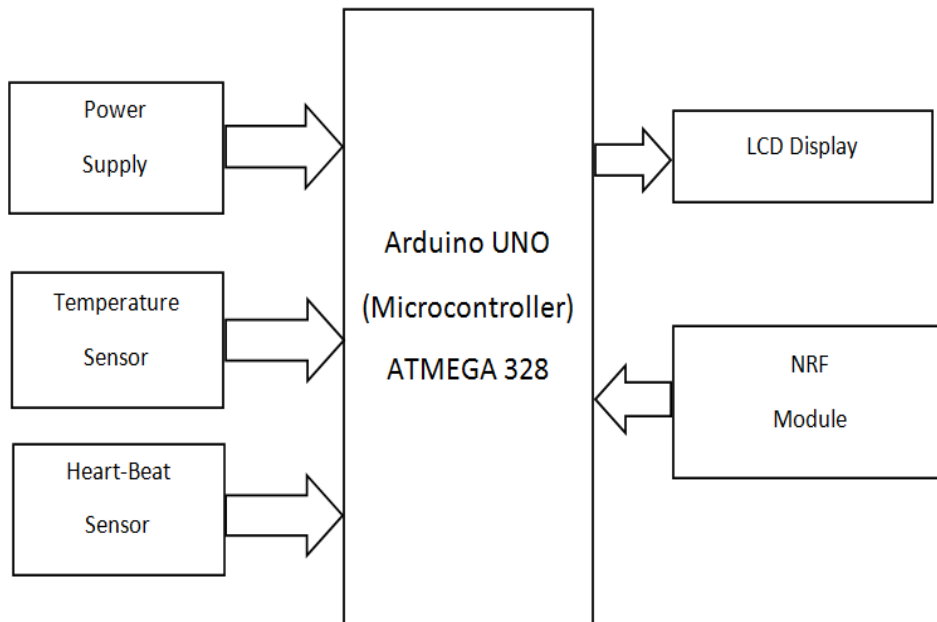 Power
Supply
Temperature
Sensor
Heart-Beat
Sensor
Arduino UNO
(Microcontroller)
ATMEGA 328
LCD Display
NRF
Module